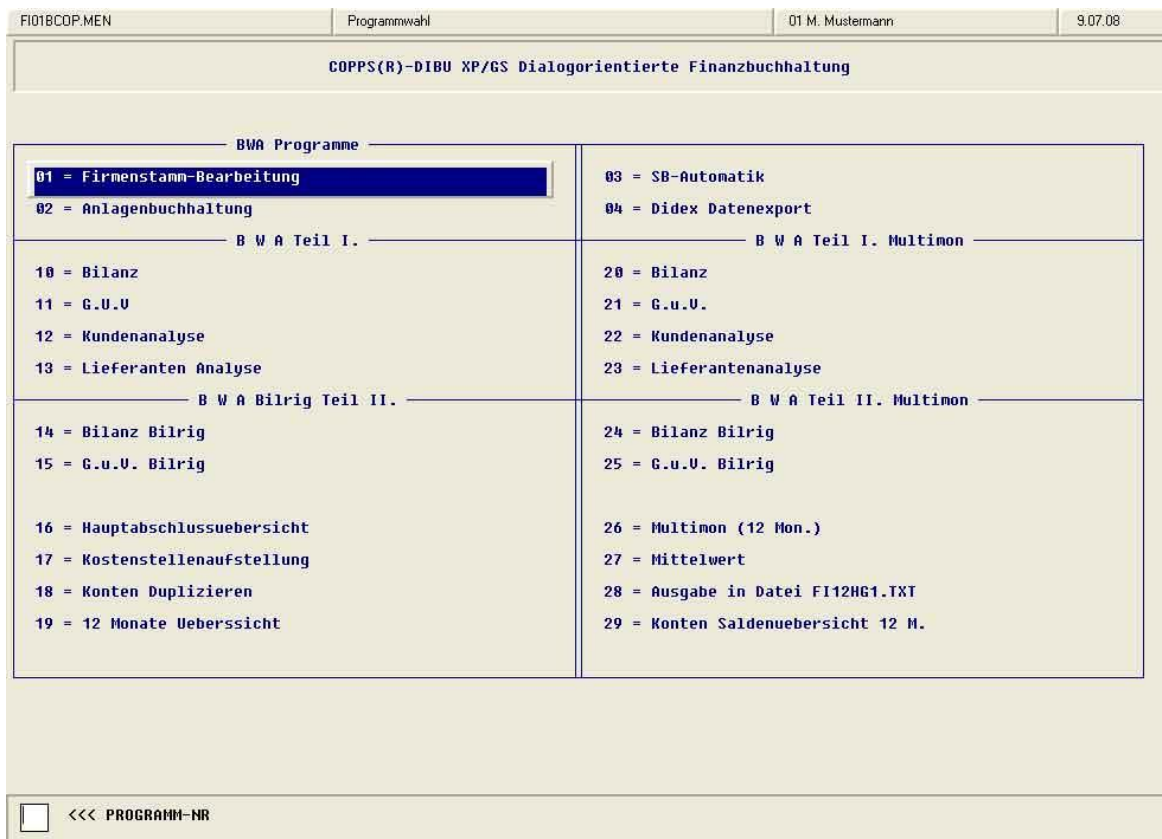 FI01BCOP.MEN Programmwahl 01 M. Mustermann 9.07.08
COPPS(R)-DIBU XP/GS Dialogorientierte Finanzbuchhaltung
BWA Programme
01 = Firmenstamm-Bearbeitung 03 = SB-Automatik
02 = Anlagenbuchhaltung 04 = Didex Datenexport
B W A Teil I. B W A Teil I. Multimon
10 = Bilanz 20 = Bilanz
11 = G.U.V 21 = G.u.V.
12 = Kundenanalyse 22 = Kundenanalyse
13 = Lieferanten Analyse 23 = Lieferantenanalyse
B W A Bilrig Teil II. B W A Teil II. Multimon
14 = Bilanz Bilrig 24 = Bilanz Bilrig
15 = G.u.V. Bilrig 25 = G.u.V. Bilrig
16 = Hauptabschlussuebersicht 26 = Multimon (12 Mon.)
17 = Kostenstellenaufstellung 27 = Mittelwert
18 = Konten Duplizieren 28 = Ausgabe in Datei FI12HG1.TXT
19 = 12 Monate Ueberssicht 29 = Konten Saldenuebersicht 12 M.
<<< PROGRAMM-NR